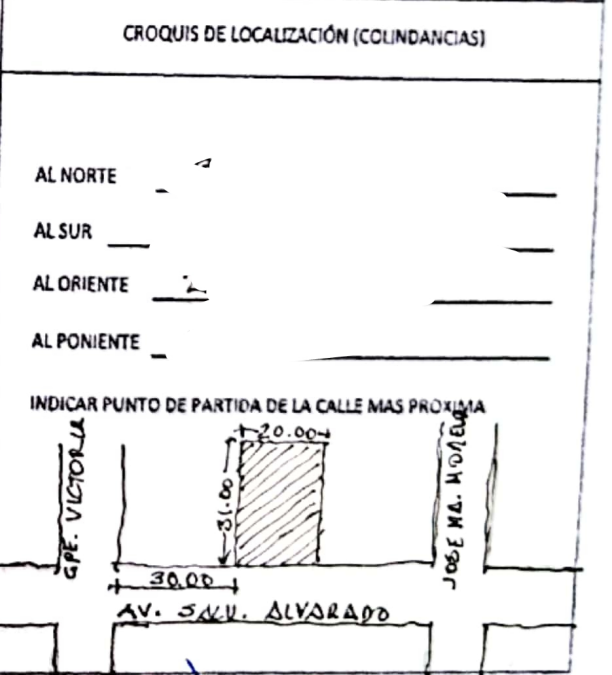 CROQUIS DE LOCALIZACIÓN (COLINDANCIAS)
AL NORTE
AL SUR
AL ORIENTE
AL PONIENTE
INDICAR PUNTO DE PARTIDA DE LA CALLE MAS PROXIMA
20.00
31.00
GPE. VICTORIA
JOSE MA. MORELO
30.00
AV. SALV. ALVARADO